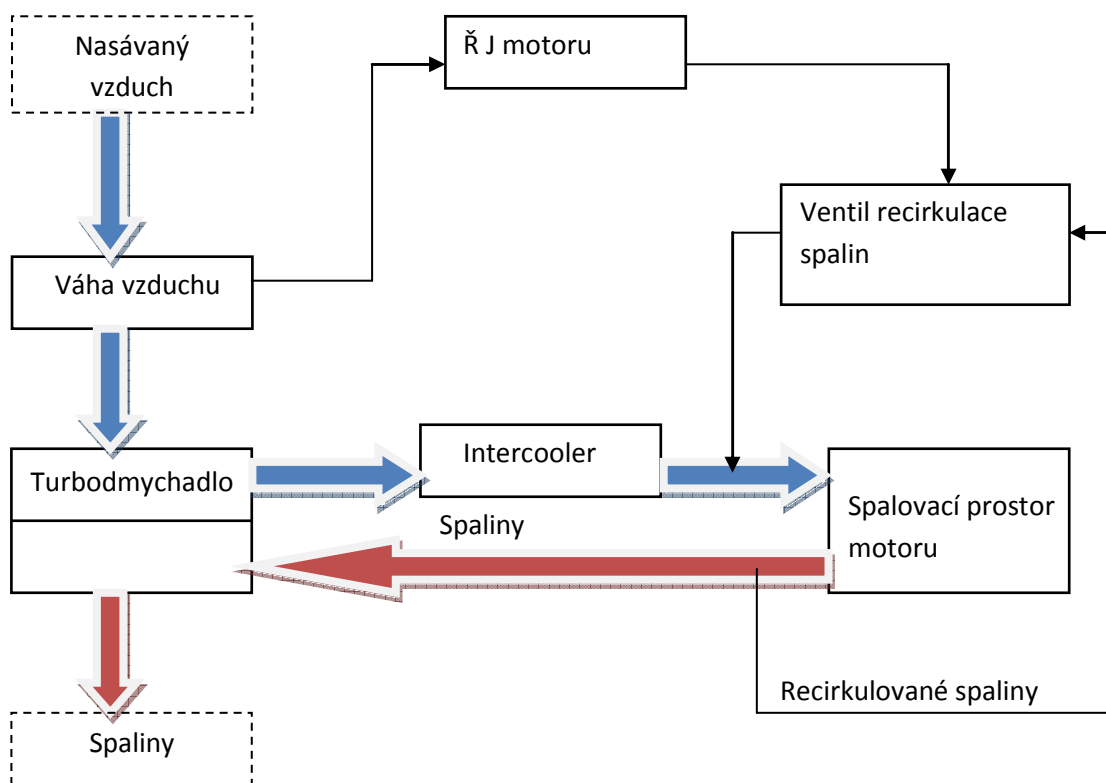 Nasávaný
vzduch
Ř J motoru
Ventil recirkulace
spalin
Váha vzduchu
Turbodmychadlo
Intercooler
Spalovací prostor
motoru
Spaliny
Recirkulované spaliny
Spaliny